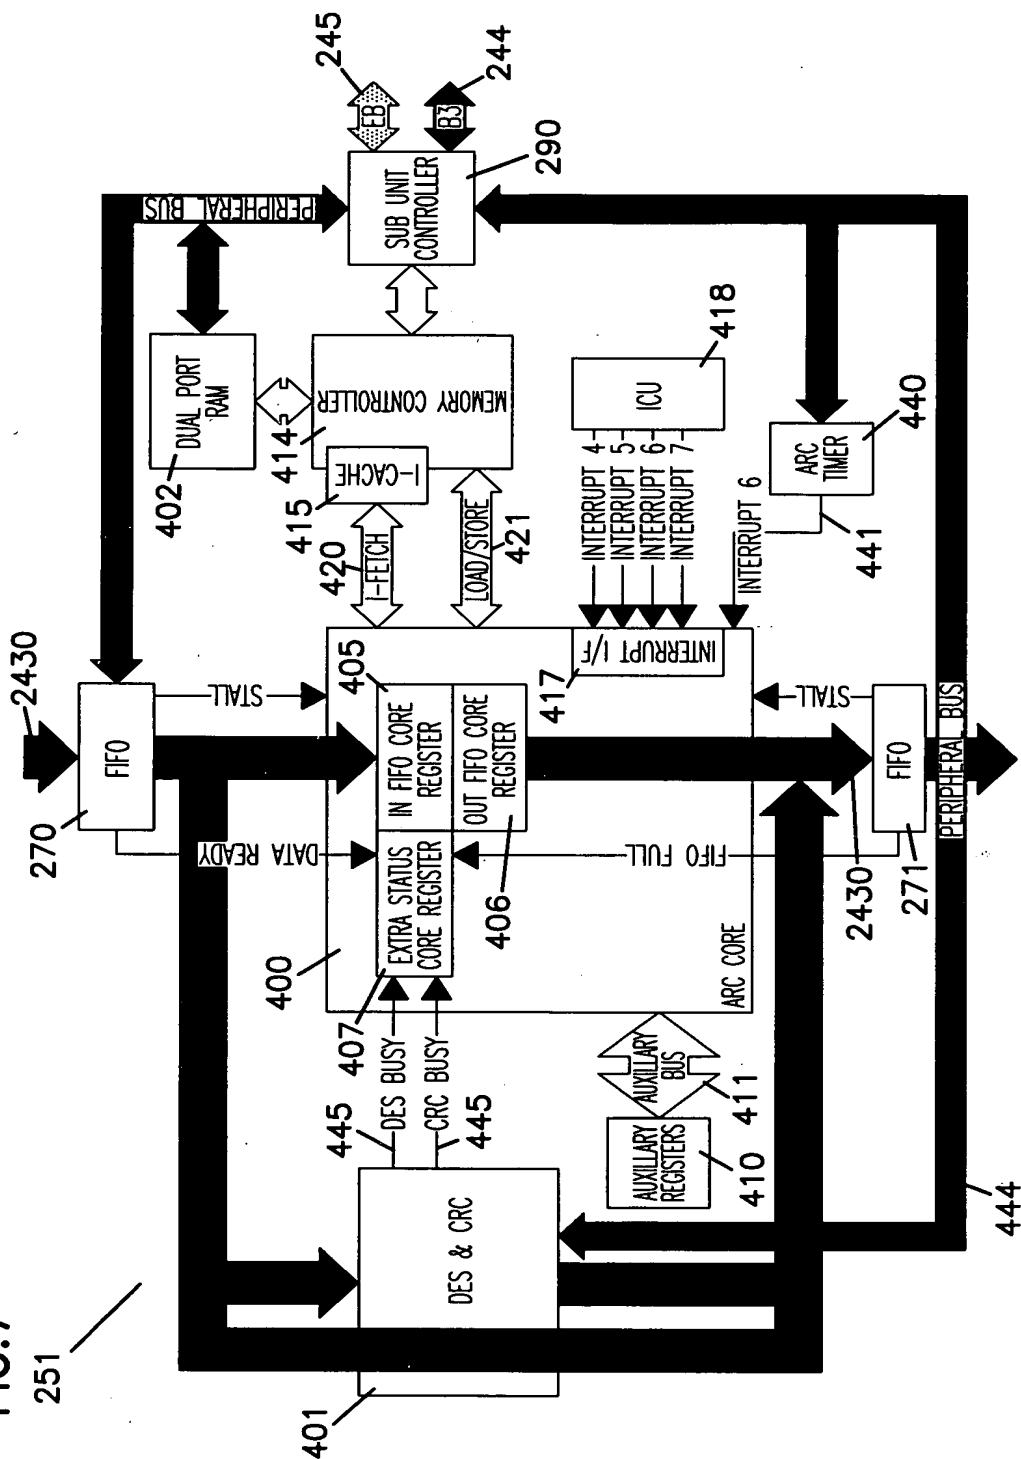 FIG. 7
251
2430
270
FIFO
STALL
DATA READY
PERIPHERAL BUS
402
DUAL PORT
RAM
414
MEMORY CONTROLLER
415
I-CACHE
420
I-FETCH
LOAD/STORE
421
SUB UNIT
CONTROLLER
290
245
EB
B3
244
400
405
IN FIFO CORE
REGISTER
OUT FIFO CORE
REGISTER
406
EXTRA STATUS
CORE REGISTER
407
DES BUSY
CRC BUSY
445
445
DES & CRC
401
ARC CORE
417
INTERRUPT I/F
INTERRUPT 4
INTERRUPT 5
INTERRUPT 6
INTERRUPT 7
ICU
418
INTERRUPT 6
441
ARC
TIMER
440
AUXILLARY
BUS
411
AUXILLARY
REGISTERS
410
FIFO FULL
STALL
2430
FIFO
271
PERIPHERAL BUS
444